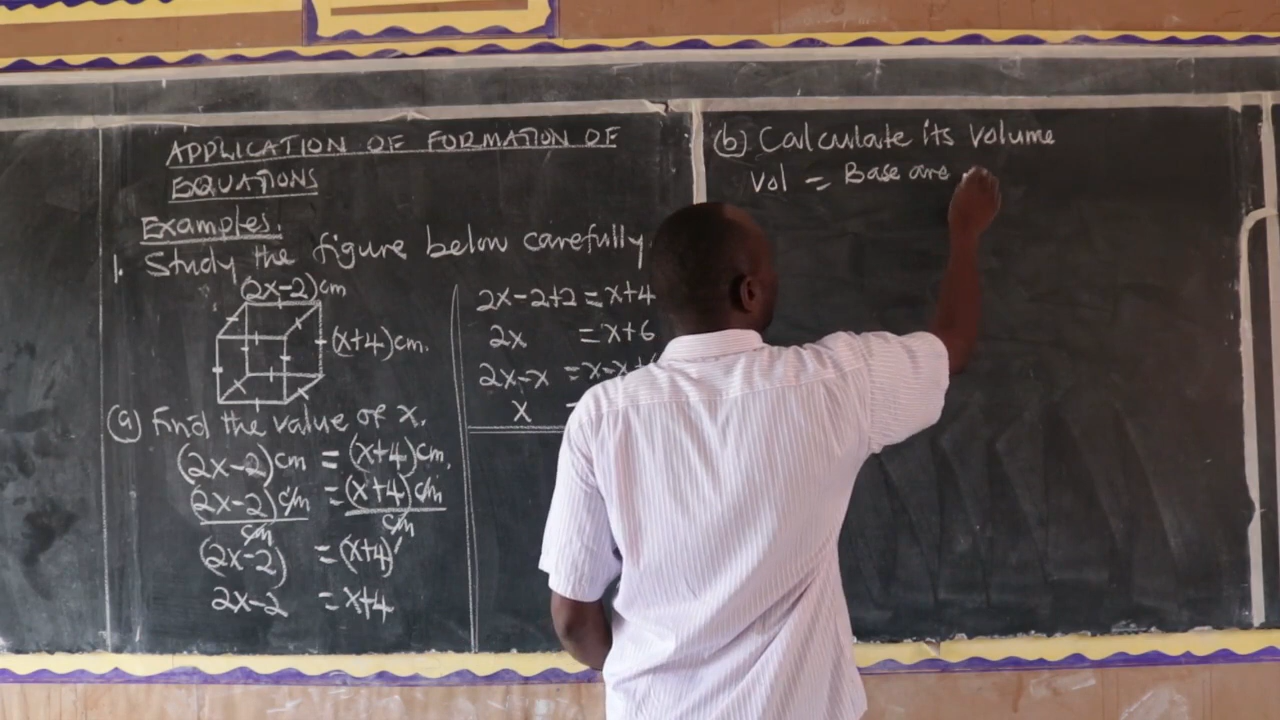 APPLICATION OF FORMATION OF
EQUATIONS
Examples.
1. Study the figure below carefully
(2x-2)cm
(x+4)cm.
(a) Find the value of x.
(2x-2)cm = (x+4)cm.
(2x-2)cm = (x+4)cm
cm cm
(2x-2) = (x+4)
2x-2 = x+4
2x-2+2 = x+4
2x = x+6
2x-x = x-x+
x =
(b) Calculate its volume
Vol = Base are